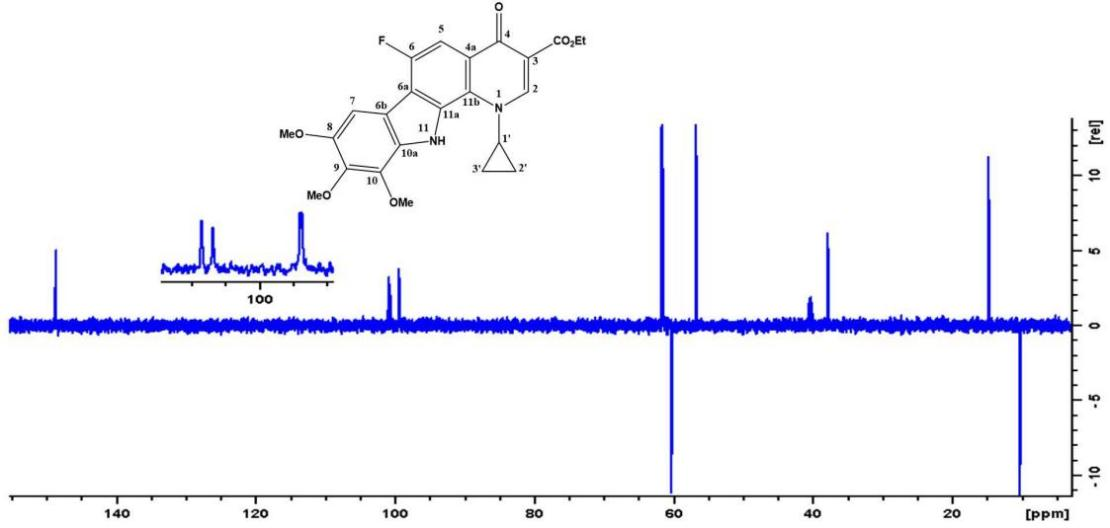 O
F 6 5 4a 4 3 CO₂Et
7 6b 6a 11b 1 N 2
8 11a
MeO 11 NH 1'
9 10 10a 3' 2'
MeO OMe
100
140 120 100 80 60 40 20 [ppm]
-10 -5 0 5 10 [rel]